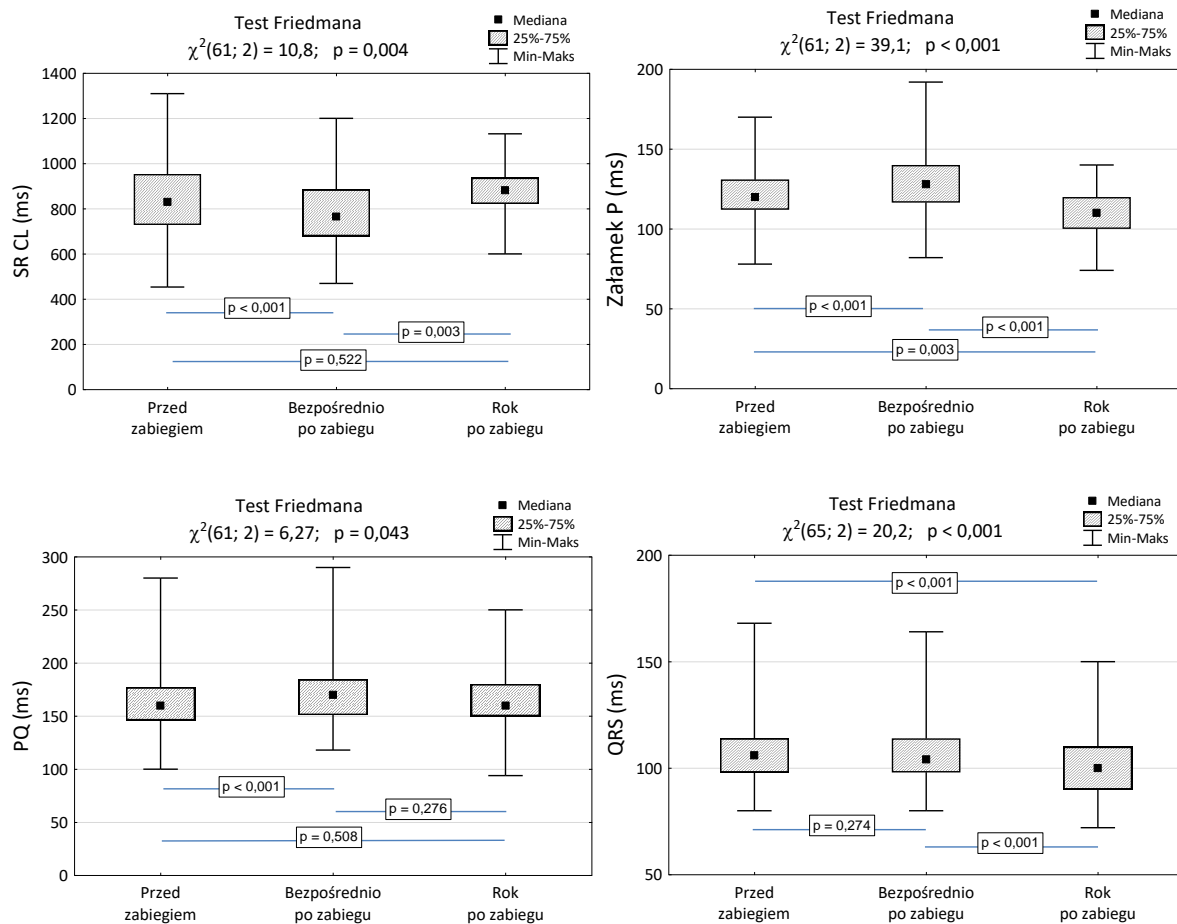 Test Friedmana
χ²(61; 2) = 10,8; p = 0,004
Mediana
25%-75%
Min-Maks
SR CL (ms)
1400
1200
1000
800
600
400
200
0
p < 0,001
p = 0,003
p = 0,522
Przed
zabiegiem
Bezpośrednio
po zabiegu
Rok
po zabiegu
Test Friedmana
χ²(61; 2) = 39,1; p < 0,001
Mediana
25%-75%
Min-Maks
Załamek P (ms)
200
150
100
50
0
p < 0,001
p < 0,001
p = 0,003
Przed
zabiegiem
Bezpośrednio
po zabiegu
Rok
po zabiegu
Test Friedmana
χ²(61; 2) = 6,27; p = 0,043
Mediana
25%-75%
Min-Maks
PQ (ms)
300
250
200
150
100
50
0
p < 0,001
p = 0,276
p = 0,508
Przed
zabiegiem
Bezpośrednio
po zabiegu
Rok
po zabiegu
Test Friedmana
χ²(65; 2) = 20,2; p < 0,001
Mediana
25%-75%
Min-Maks
QRS (ms)
200
150
100
50
p < 0,001
p = 0,274
p < 0,001
Przed
zabiegiem
Bezpośrednio
po zabiegu
Rok
po zabiegu